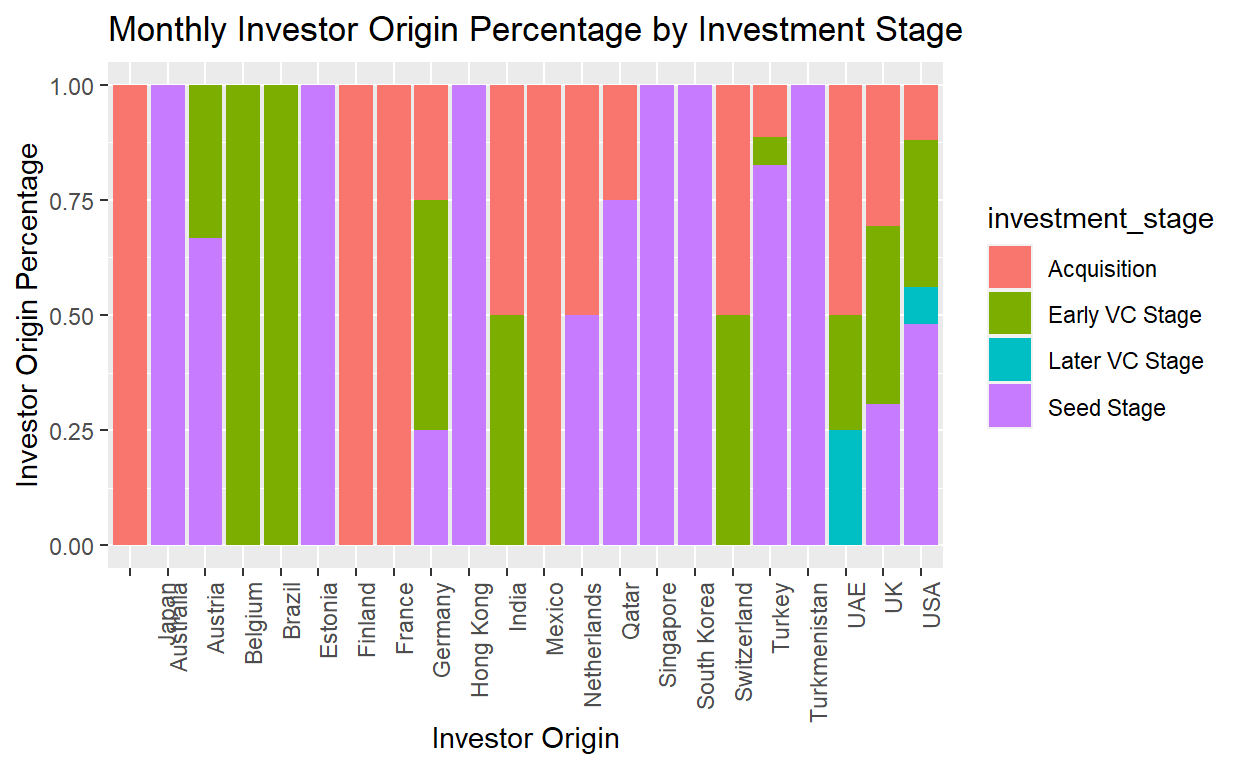 Monthly Investor Origin Percentage by Investment Stage
Investor Origin Percentage
1.00
0.75
0.50
0.25
0.00
Japan
Australia
Austria
Belgium
Brazil
Estonia
Finland
France
Germany
Hong Kong
India
Mexico
Netherlands
Qatar
Singapore
South Korea
Switzerland
Turkey
Turkmenistan
UAE
UK
USA
Investor Origin
investment_stage
Acquisition
Early VC Stage
Later VC Stage
Seed Stage